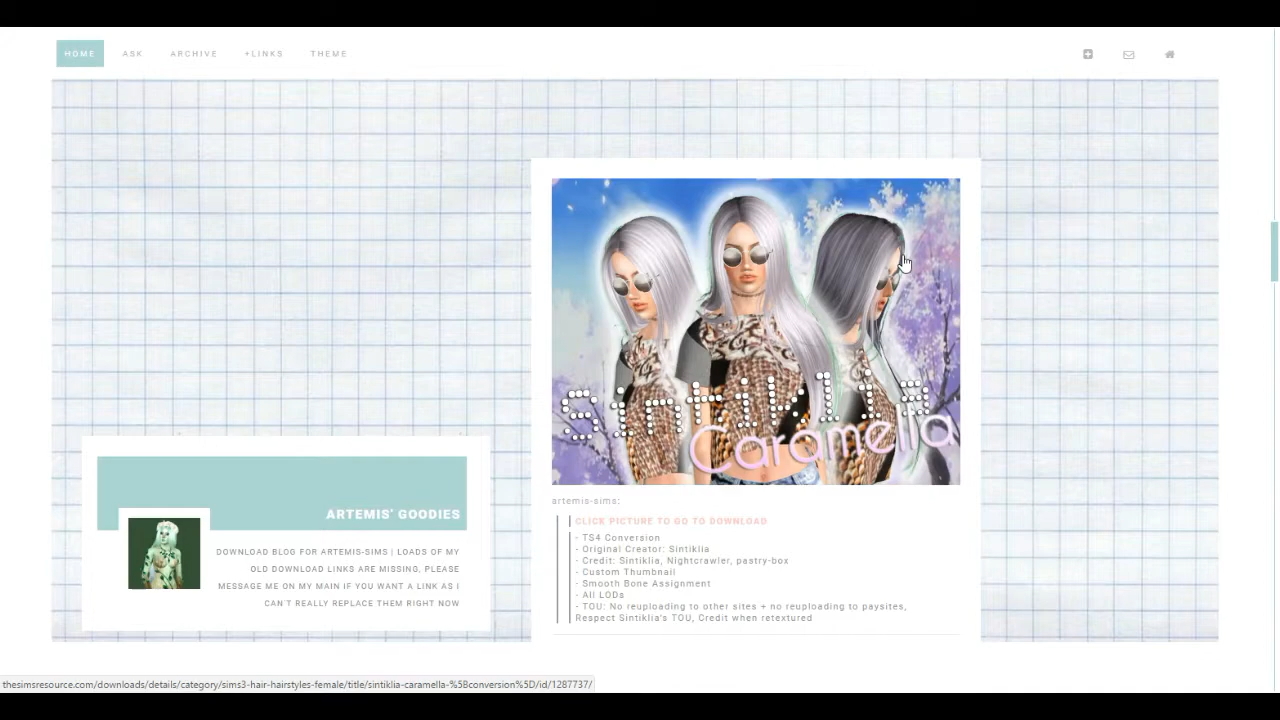 HOME ASK ARCHIVE +LINKS THEME
sintiklia
Caramella
artemis-sims:
CLICK PICTURE TO GO TO DOWNLOAD
- TS4 Conversion
- Original Creator: Sintiklia
- Credit: Sintiklia, Nightcrawler, pastry-box
- Custom Thumbnail
- Smooth Bone Assignment
- All LODs
- TOU: No reuploading to other sites + no reuploading to paysites,
Respect Sintiklia's TOU, Credit when retextured
ARTEMIS' GOODIES
DOWNLOAD BLOG FOR ARTEMIS-SIMS | LOADS OF MY
OLD DOWNLOAD LINKS ARE MISSING, PLEASE
MESSAGE ME ON MY MAIN IF YOU WANT A LINK AS I
CAN'T REALLY REPLACE THEM RIGHT NOW
thesimsresource.com/downloads/details/category/sims3-hair-hairstyles-female/title/sintiklia-caramella-%5Bconversion%5D/id/1287737/